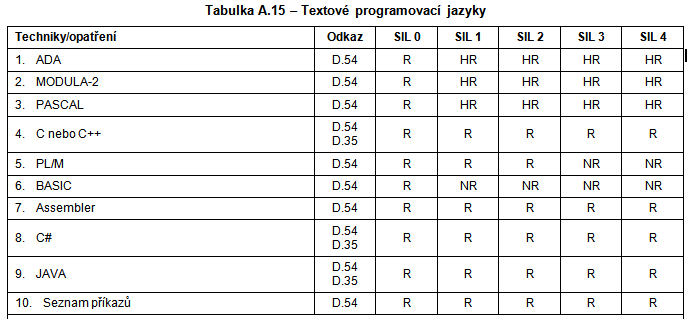 Tabulka A.15 – Textové programovací jazyky
Techniky/opatření Odkaz SIL 0 SIL 1 SIL 2 SIL 3 SIL 4
1. ADA D.54 R HR HR HR HR
2. MODULA-2 D.54 R HR HR HR HR
3. PASCAL D.54 R HR HR HR HR
4. C nebo C++ D.54 D.35 R R R R R
5. PL/M D.54 R R R NR NR
6. BASIC D.54 R NR NR NR NR
7. Assembler D.54 R R R R R
8. C# D.54 D.35 R R R R R
9. JAVA D.54 D.35 R R R R R
10. Seznam příkazů D.54 R R R R R